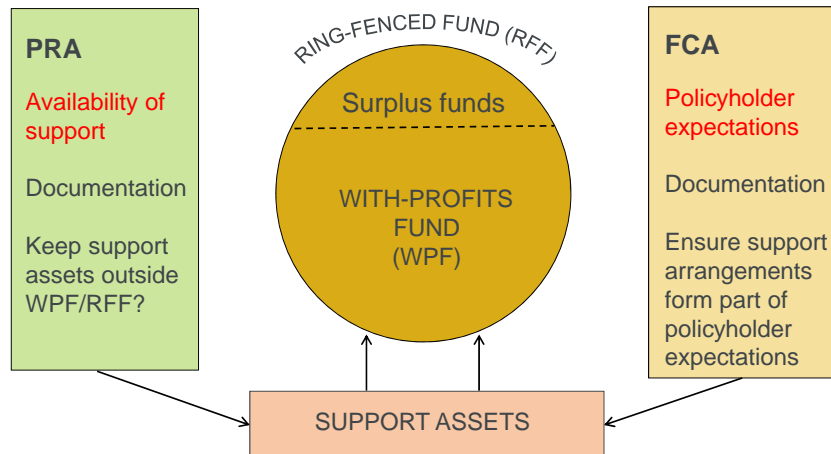 PRA
Availability of
support
Documentation
Keep support
assets outside
WPF/RFF?
RING-FENCED FUND (RFF)
Surplus funds
WITH-PROFITS
FUND
(WPF)
FCA
Policyholder
expectations
Documentation
Ensure support
arrangements
form part of
policyholder
expectations
SUPPORT ASSETS